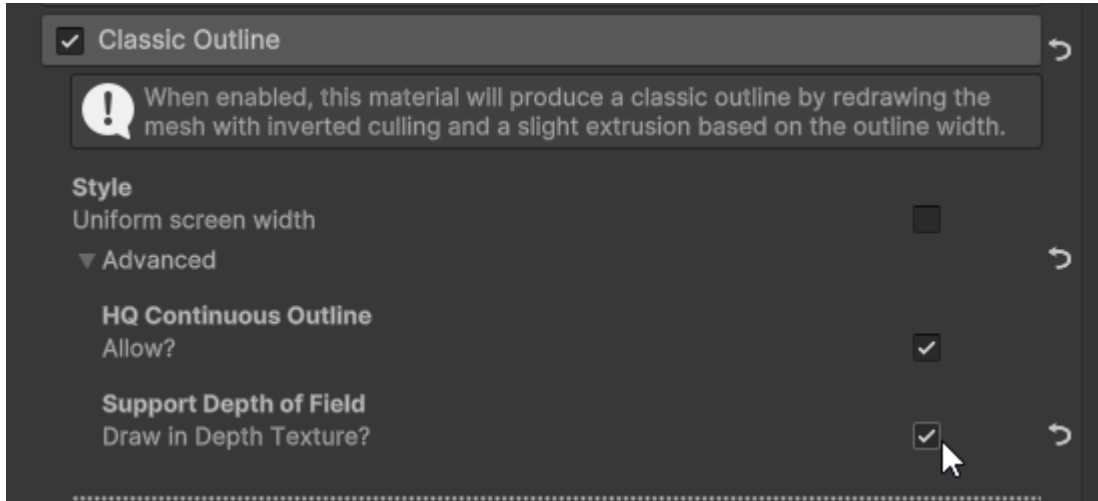 Classic Outline
When enabled, this material will produce a classic outline by redrawing the
mesh with inverted culling and a slight extrusion based on the outline width.
Style
Uniform screen width
Advanced
HQ Continuous Outline
Allow?
Support Depth of Field
Draw in Depth Texture?